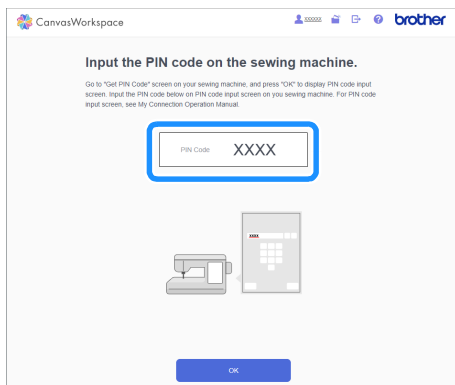 CanvasWorkspace
xxxxxx
brother
Input the PIN code on the sewing machine.
Go to "Get PIN Code" screen on your sewing machine, and press "OK" to display PIN code input
screen. Input the PIN code below on PIN code input screen on you sewing machine. For PIN code
input screen, see My Connection Operation Manual.
PIN Code XXXX
XXXX
OK